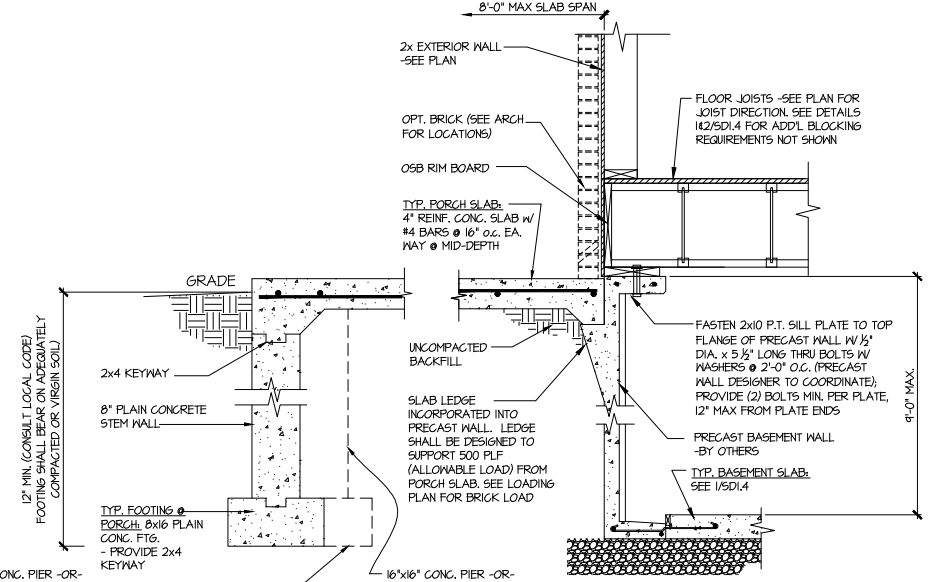 8'-0" MAX SLAB SPAN
2x EXTERIOR WALL
-SEE PLAN
FLOOR JOISTS -SEE PLAN FOR
JOIST DIRECTION. SEE DETAILS
1&2/SD1.4 FOR ADD'L BLOCKING
REQUIREMENTS NOT SHOWN
OPT. BRICK (SEE ARCH
FOR LOCATIONS)
OSB RIM BOARD
TYP. PORCH SLAB:
4" REINF. CONC. SLAB W/
#4 BARS @ 16" O.C. EA.
WAY @ MID-DEPTH
GRADE
12" MIN. (CONSULT LOCAL CODE)
FOOTING SHALL BEAR ON ADEQUATELY
COMPACTED OR VIRGIN SOIL)
2x4 KEYWAY
8" PLAIN CONCRETE
STEM WALL
TYP. FOOTING @
PORCH: 8x16 PLAIN
CONC. FTG.
- PROVIDE 2x4
KEYWAY
UNCOMPACTED
BACKFILL
SLAB LEDGE
INCORPORATED INTO
PRECAST WALL. LEDGE
SHALL BE DESIGNED TO
SUPPORT 500 PLF
(ALLOWABLE LOAD) FROM
PORCH SLAB. SEE LOADING
PLAN FOR BRICK LOAD
FASTEN 2x10 P.T. SILL PLATE TO TOP
FLANGE OF PRECAST WALL W/ ½"
DIA. x 5 ½" LONG THRU BOLTS W/
WASHERS @ 2'-0" O.C. (PRECAST
WALL DESIGNER TO COORDINATE);
PROVIDE (2) BOLTS MIN. PER PLATE,
12" MAX FROM PLATE ENDS
9'-0" MAX.
PRECAST BASEMENT WALL
-BY OTHERS
TYP. BASEMENT SLAB:
SEE 1/SD1.4
ONC. PIER -OR-
16"x16" CONC. PIER -OR-